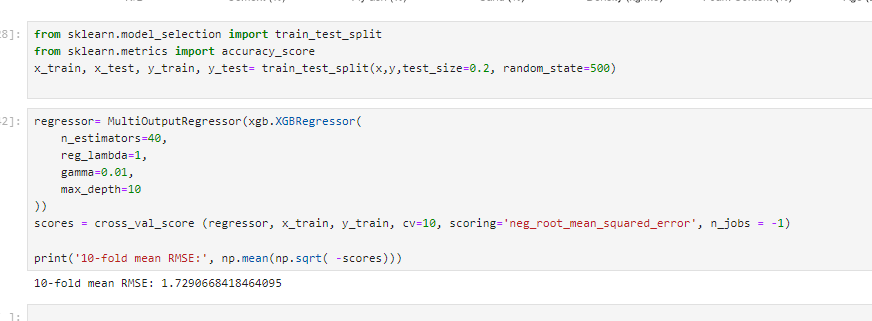 28]:
from sklearn.model_selection import train_test_split
from sklearn.metrics import accuracy_score
x_train, x_test, y_train, y_test= train_test_split(x,y,test_size=0.2, random_state=500)
2]:
regressor= MultiOutputRegressor(xgb.XGBRegressor(
    n_estimators=40,
    reg_lambda=1,
    gamma=0.01,
    max_depth=10
))
scores = cross_val_score (regressor, x_train, y_train, cv=10, scoring='neg_root_mean_squared_error', n_jobs = -1)
print('10-fold mean RMSE:', np.mean(np.sqrt( -scores)))
10-fold mean RMSE: 1.7290668418464095
]: